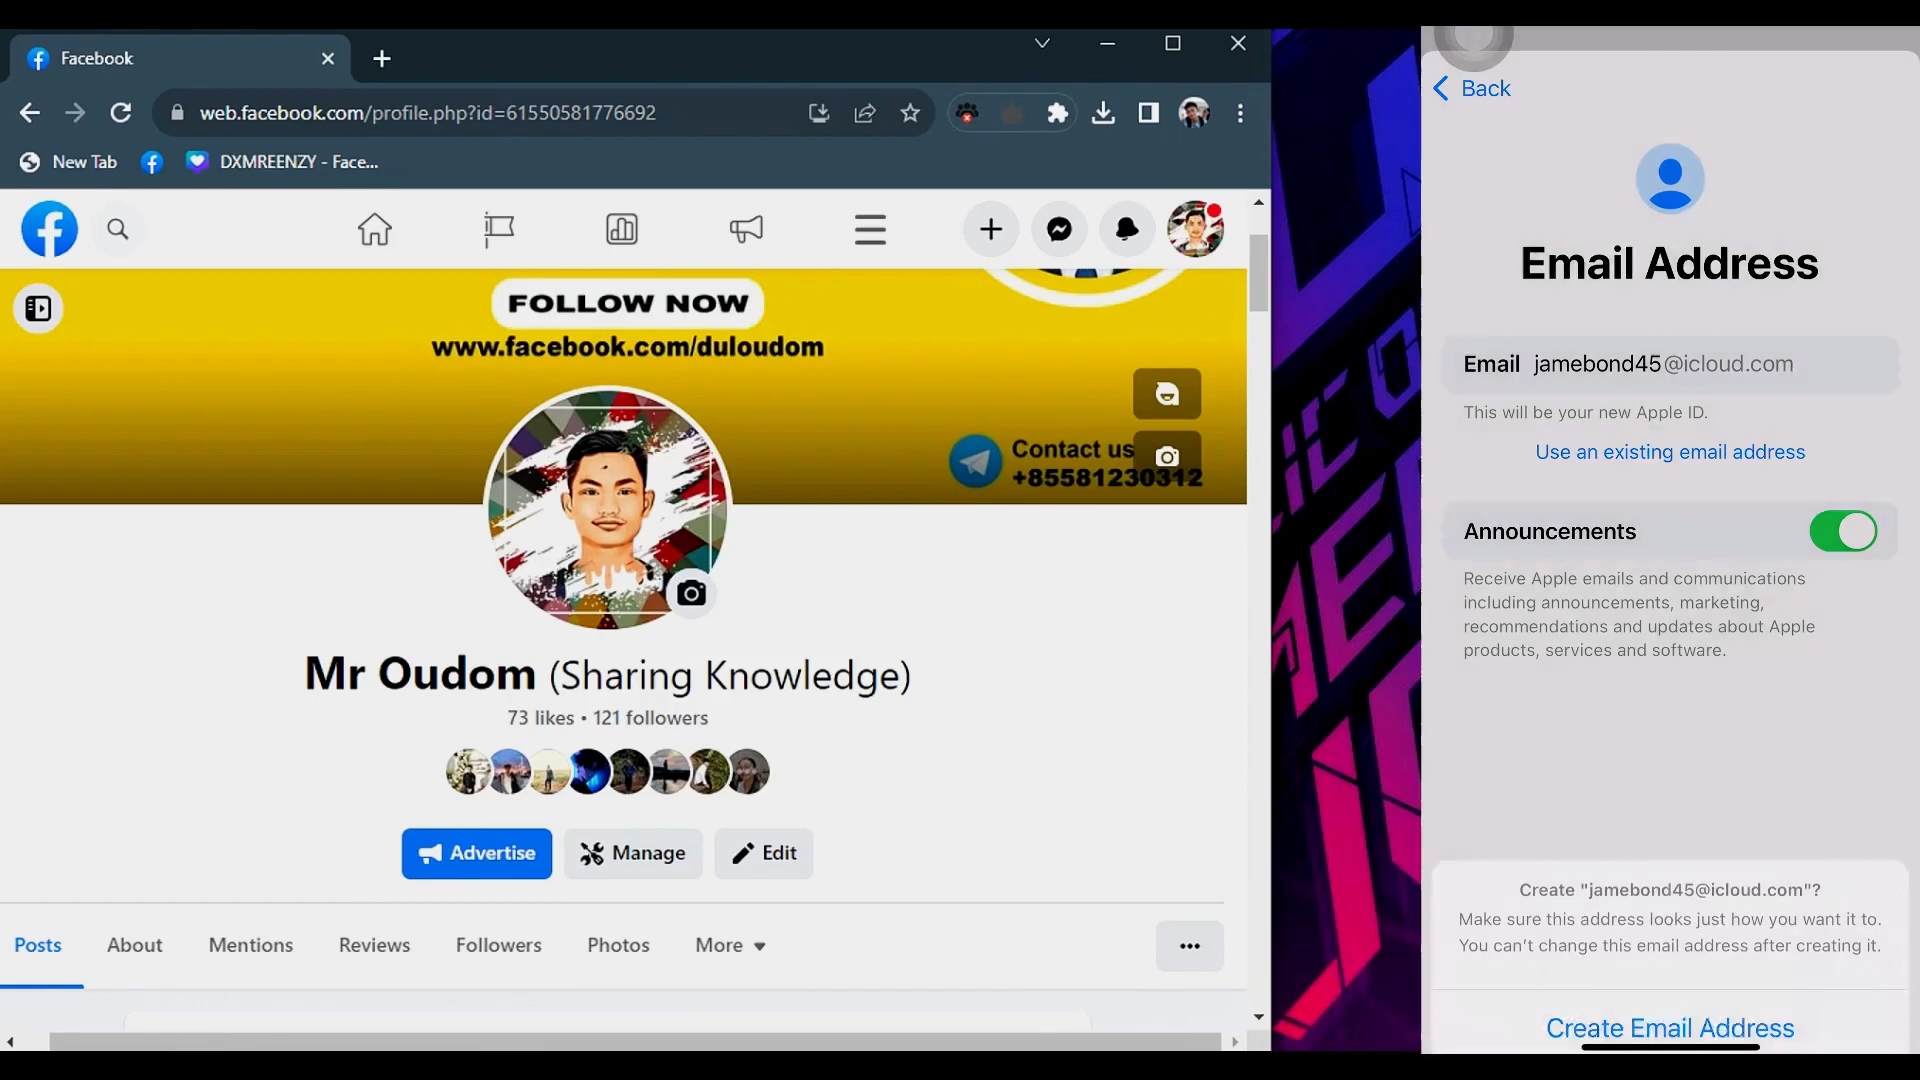 Facebook
web.facebook.com/profile.php?id=61550581776692
New Tab
DXMREENZY - Face...
FOLLOW NOW
www.facebook.com/duloudom
Contact us
+85581230312
Mr Oudom (Sharing Knowledge)
73 likes • 121 followers
Advertise
Manage
Edit
Posts
About
Mentions
Reviews
Followers
Photos
More
Back
Email Address
Email jamebond45@icloud.com
This will be your new Apple ID.
Use an existing email address
Announcements
Receive Apple emails and communications
including announcements, marketing,
recommendations and updates about Apple
products, services and software.
Create "jamebond45@icloud.com"?
Make sure this address looks just how you want it to.
You can't change this email address after creating it.
Create Email Address